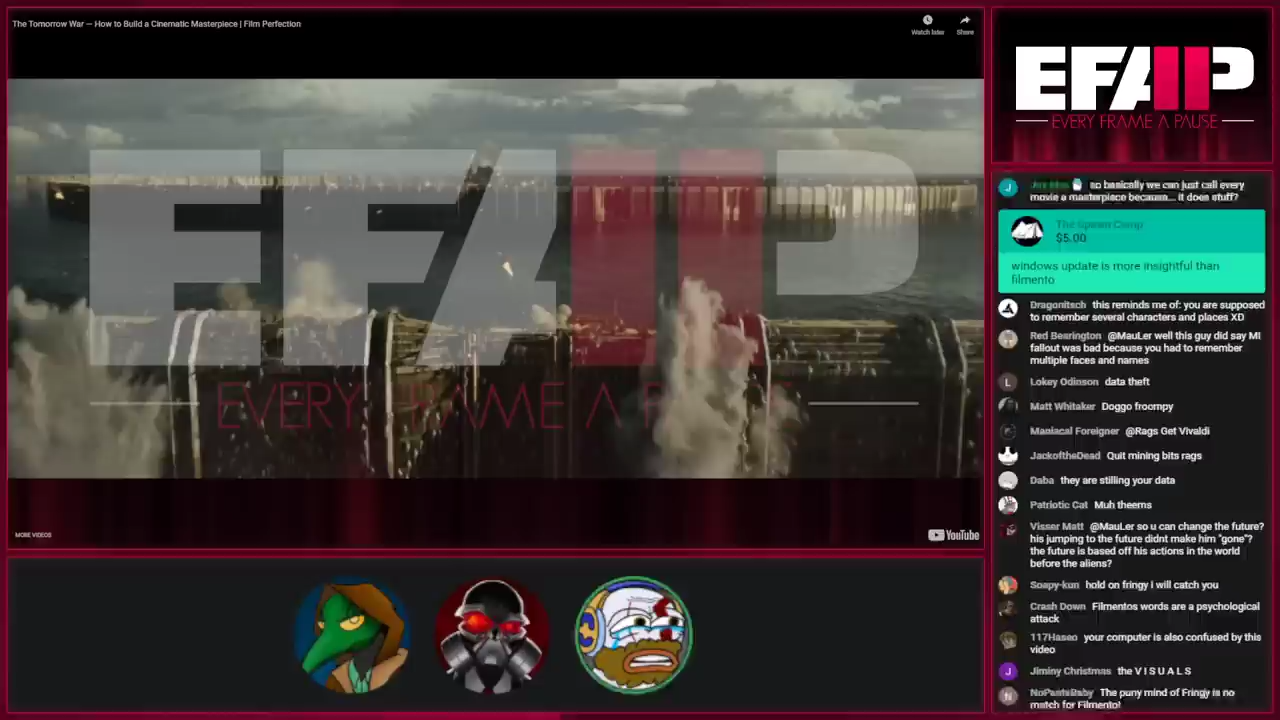 The Tomorrow War – How to Build a Cinematic Masterpiece | Film Perfection
Watch later
Share
EFAP
EVERY FRAME A PAUSE
MORE VIDEOS
YouTube
EFAP
EVERY FRAME A PAUSE
so basically we can just call every
movie a masterpiece because... it does stuff?
The Spawn Camp
$5.00
windows update is more insightful than
filmento
Dragonitsch this reminds me of: you are supposed
to remember several characters and places XD
Red Bearington @MauLer well this guy did say MI
fallout was bad because you had to remember
multiple faces and names
Lokey Odinson data theft
Matt Whitaker Doggo froompy
Maniacal Foreigner @Rags Get Vivaldi
JackoftheDead Quit mining bits rags
Daba they are stilling your data
Patriotic Cat Muh theems
Visser Matt @MauLer so u can change the future?
his jumping to the future didnt make him "gone"?
the future is based off his actions in the world
before the aliens?
Soapy-kun hold on fringy i will catch you
Crash Down Filmentos words are a psychological
attack
117Haseo your computer is also confused by this
video
Jiminy Christmas the V I S U A L S
NoPantsBaby The puny mind of Fringy is no
match for Filmento!